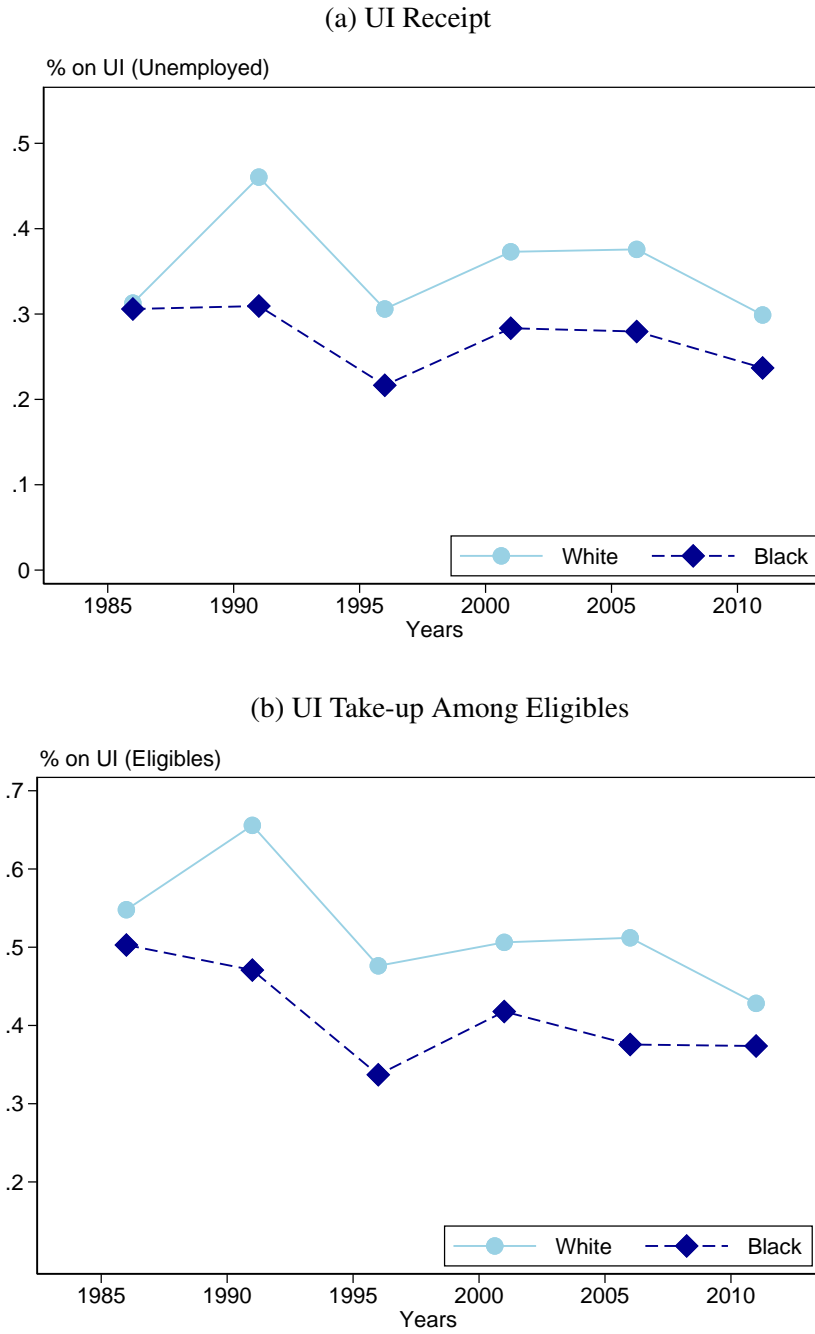 (a) UI Receipt
% on UI (Unemployed)
.5
.4
.3
.2
.1
0
White Black
1985 1990 1995 2000 2005 2010
Years
(b) UI Take-up Among Eligibles
% on UI (Eligibles)
.7
.6
.5
.4
.3
.2
White Black
1985 1990 1995 2000 2005 2010
Years